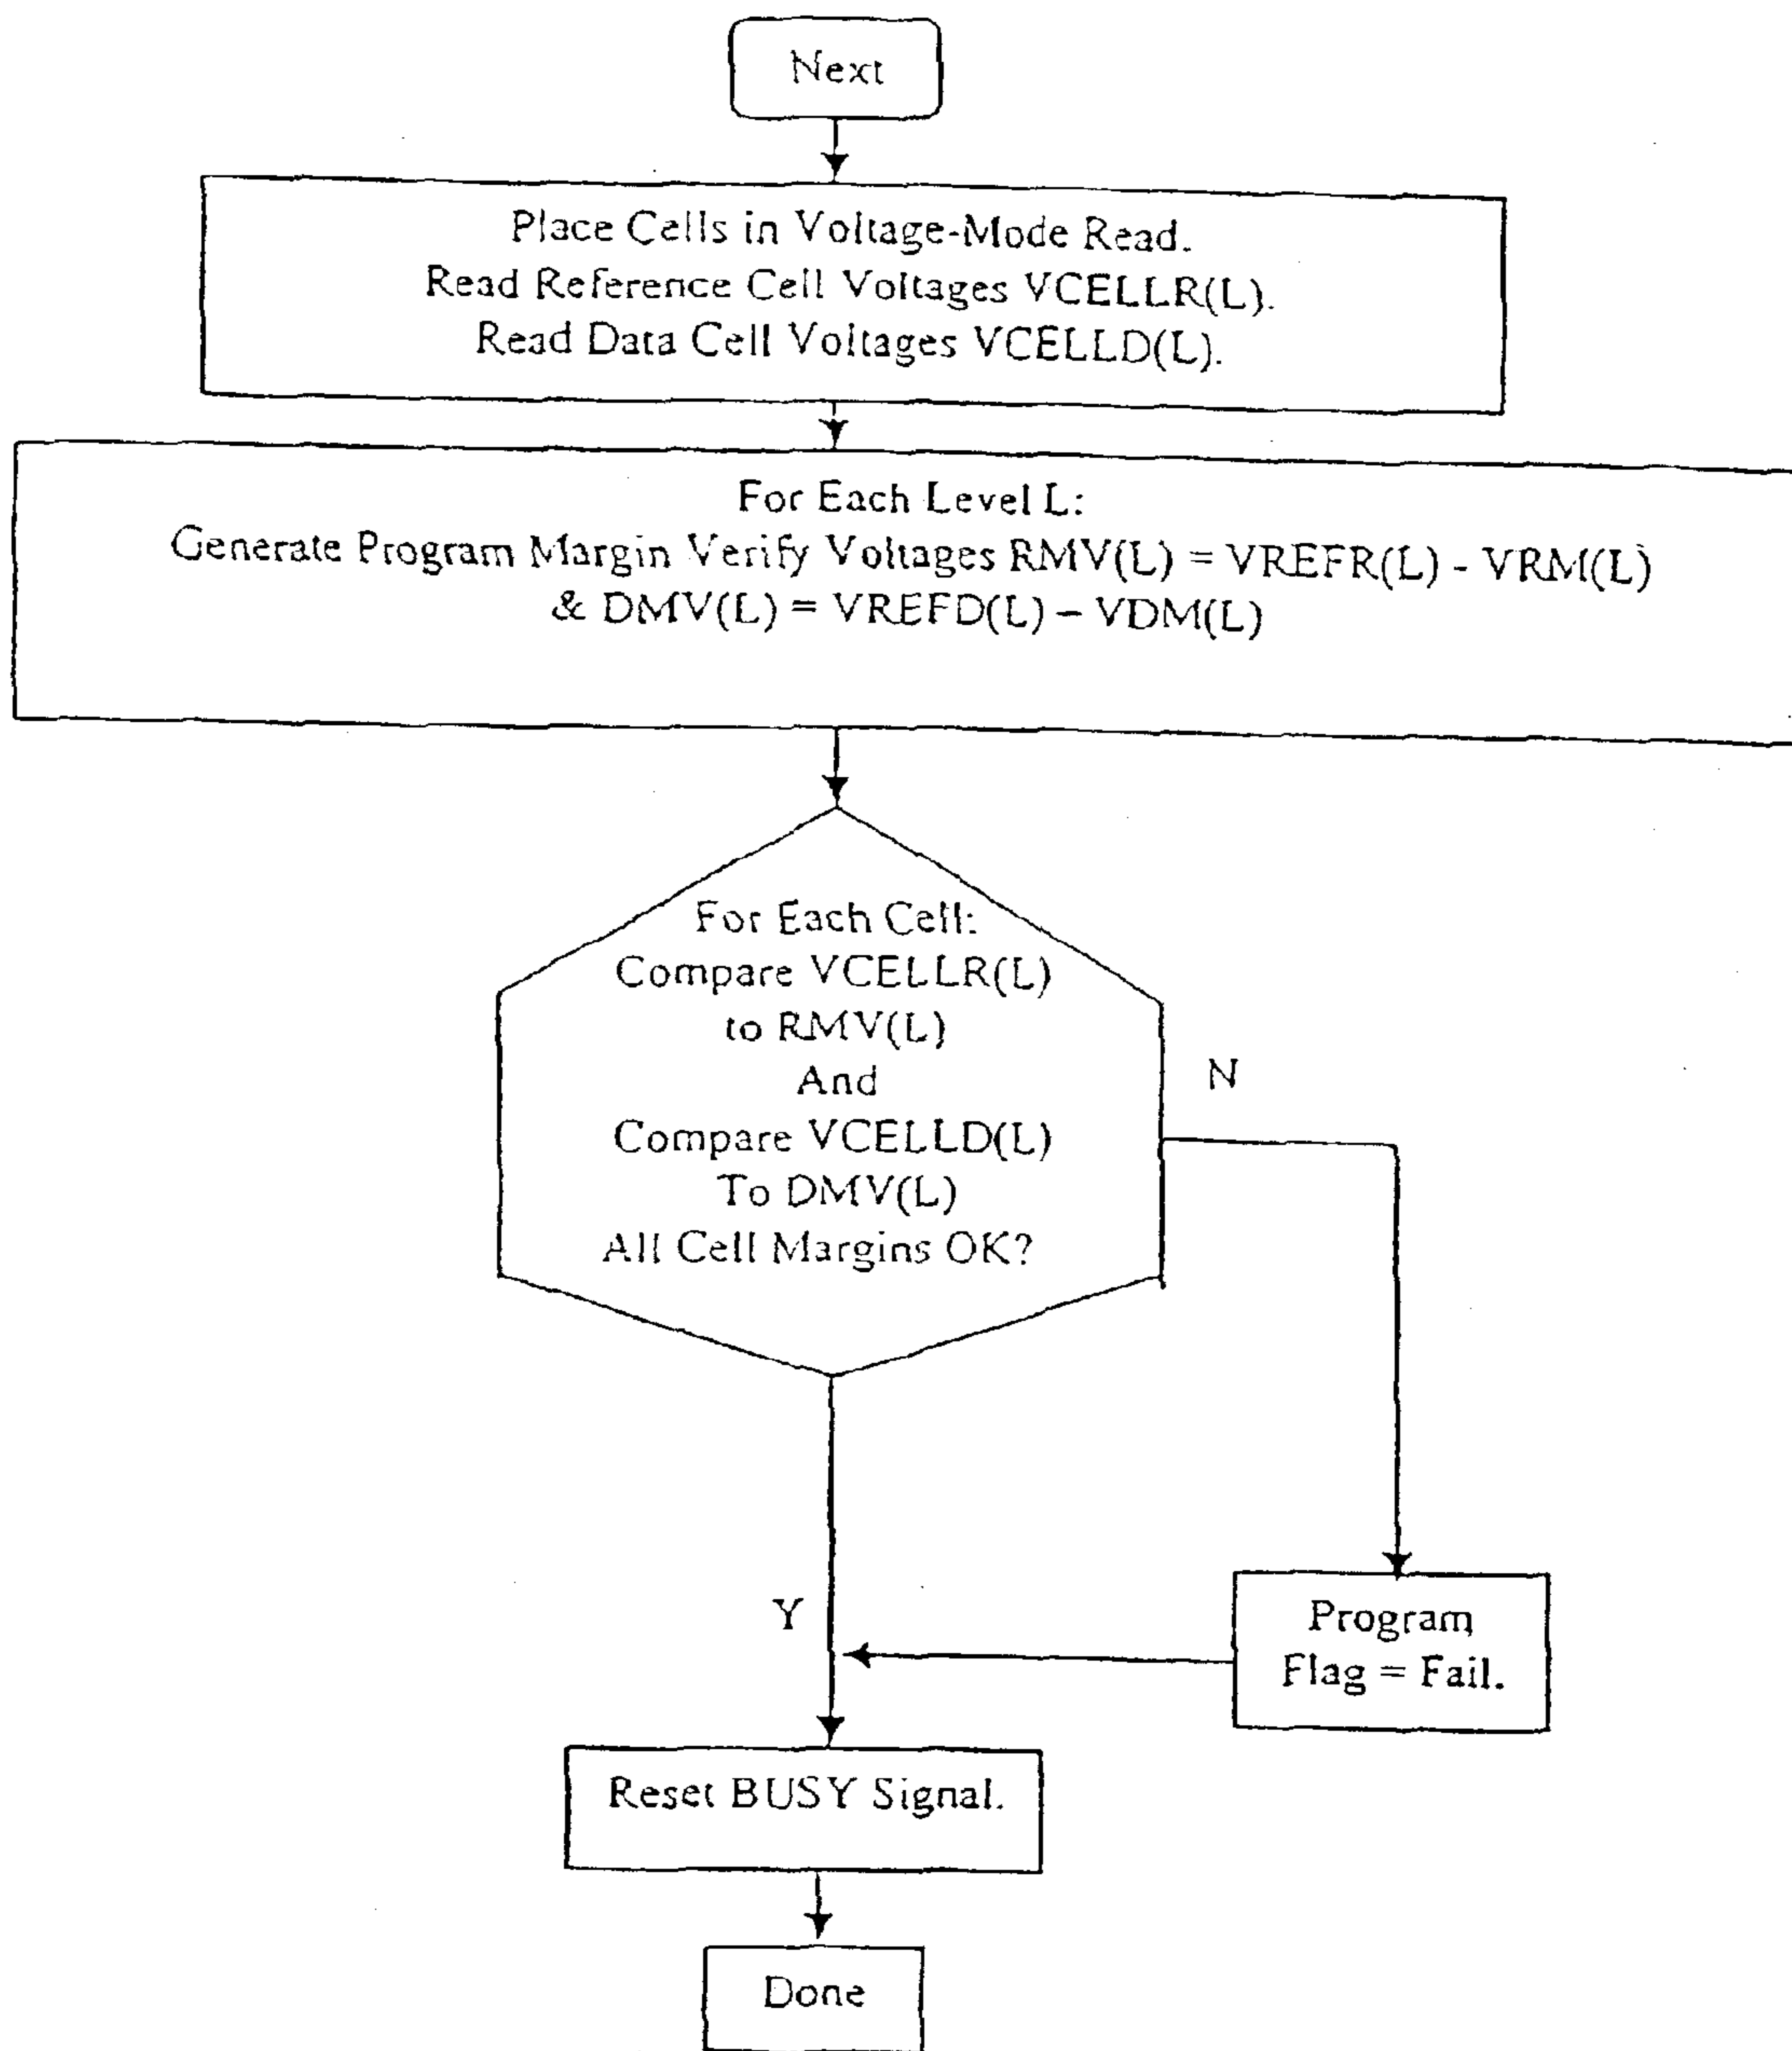 Next
Place Cells in Voltage-Mode Read.
Read Reference Cell Voltages VCELLR(L).
Read Data Cell Voltages VCELLD(L).
For Each Level L:
Generate Program Margin Verify Voltages RMV(L) = VREFR(L) - VRM(L)
& DMV(L) = VREFD(L) – VDM(L)
For Each Cell:
Compare VCELLR(L)
to RMV(L)
And
Compare VCELLD(L)
To DMV(L)
All Cell Margins OK?
N
Y
Program
Flag = Fail.
Reset BUSY Signal.
Done